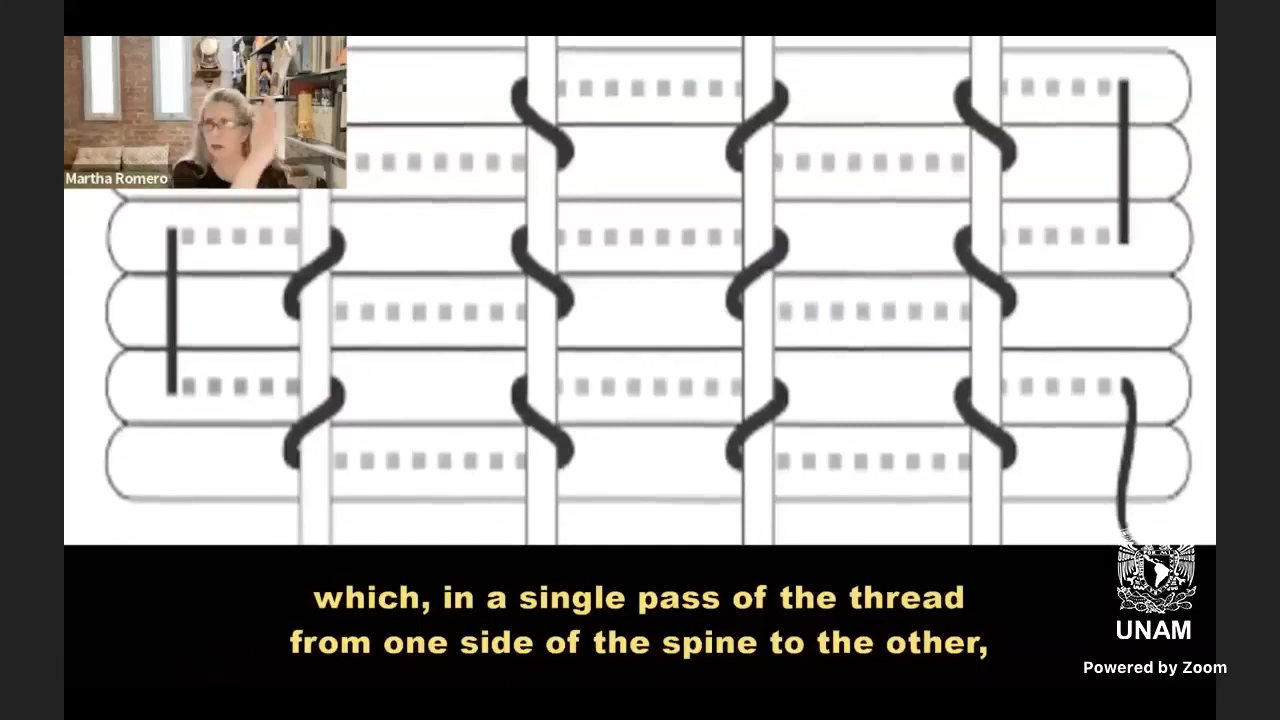 Martha Romero
which, in a single pass of the thread
from one side of the spine to the other,
UNAM
Powered by Zoom